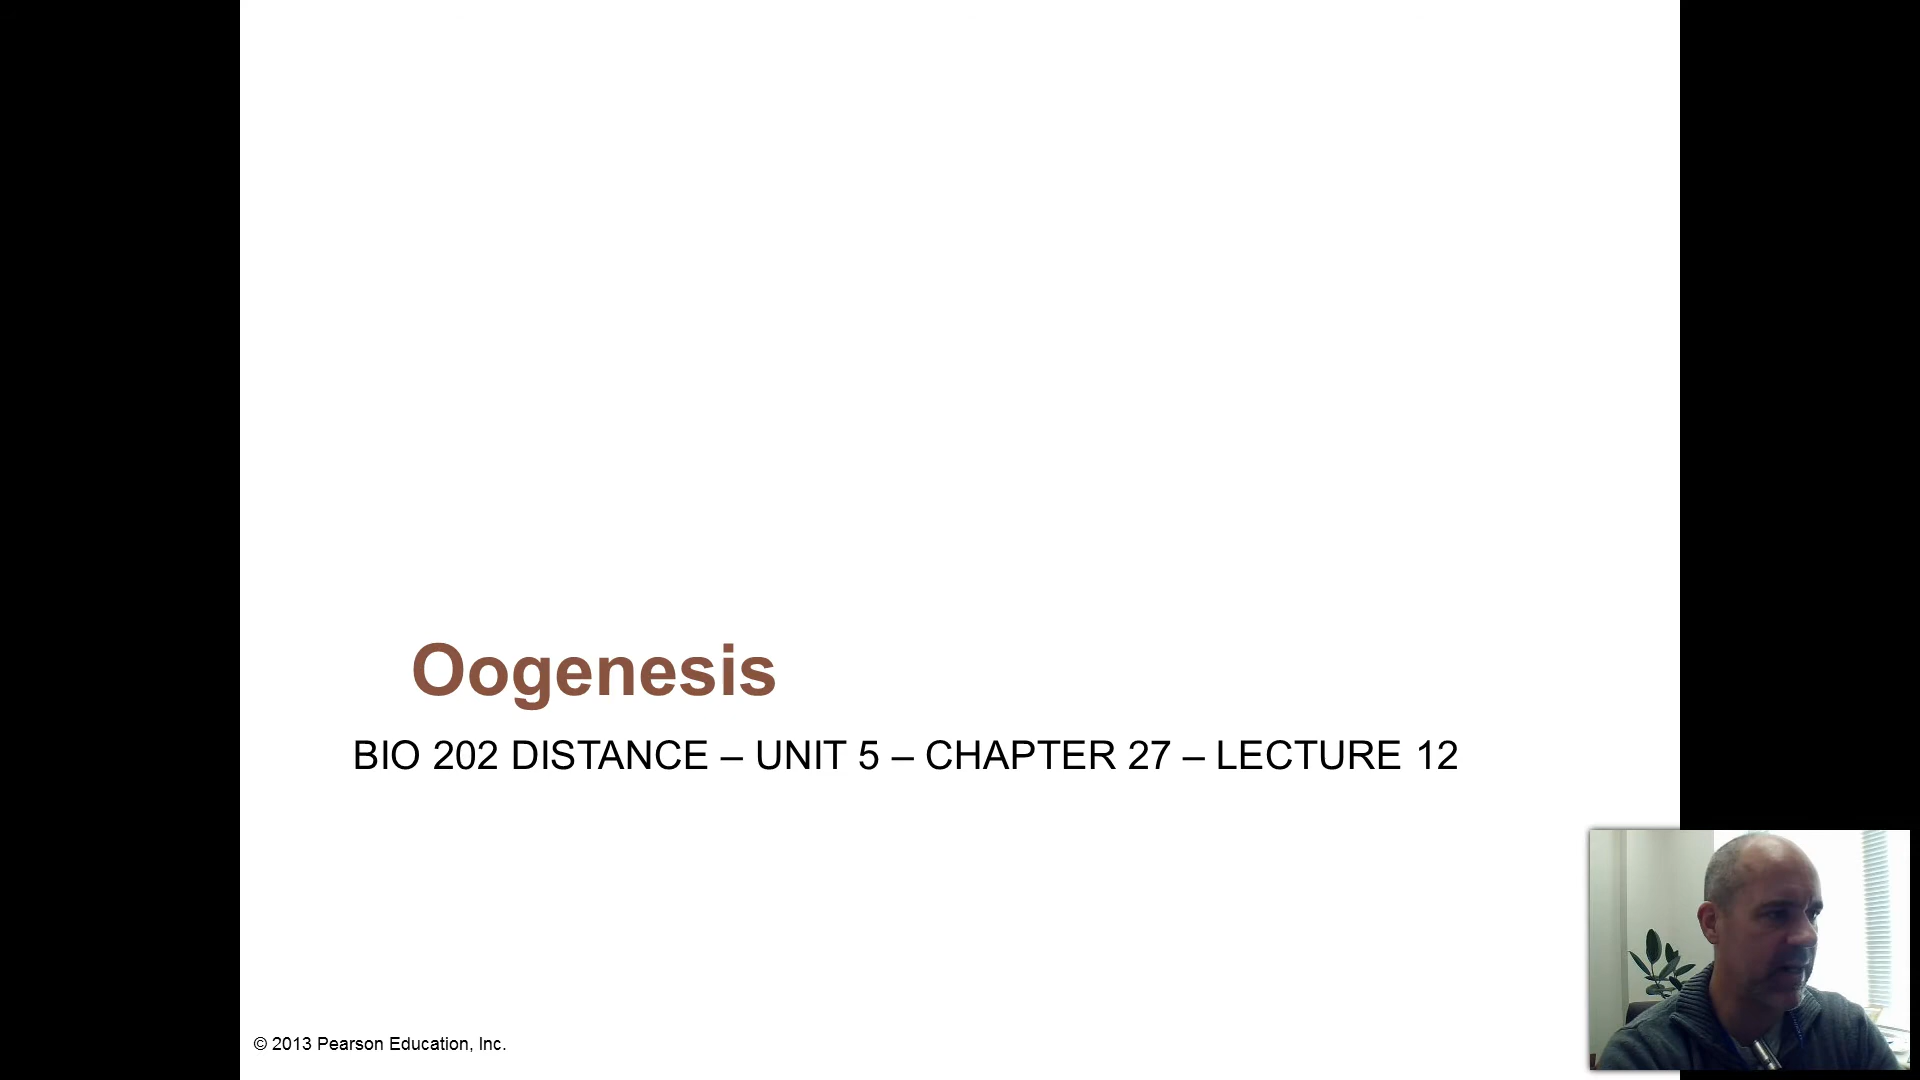 Oogenesis
BIO 202 DISTANCE – UNIT 5 – CHAPTER 27 – LECTURE 12
© 2013 Pearson Education, Inc.